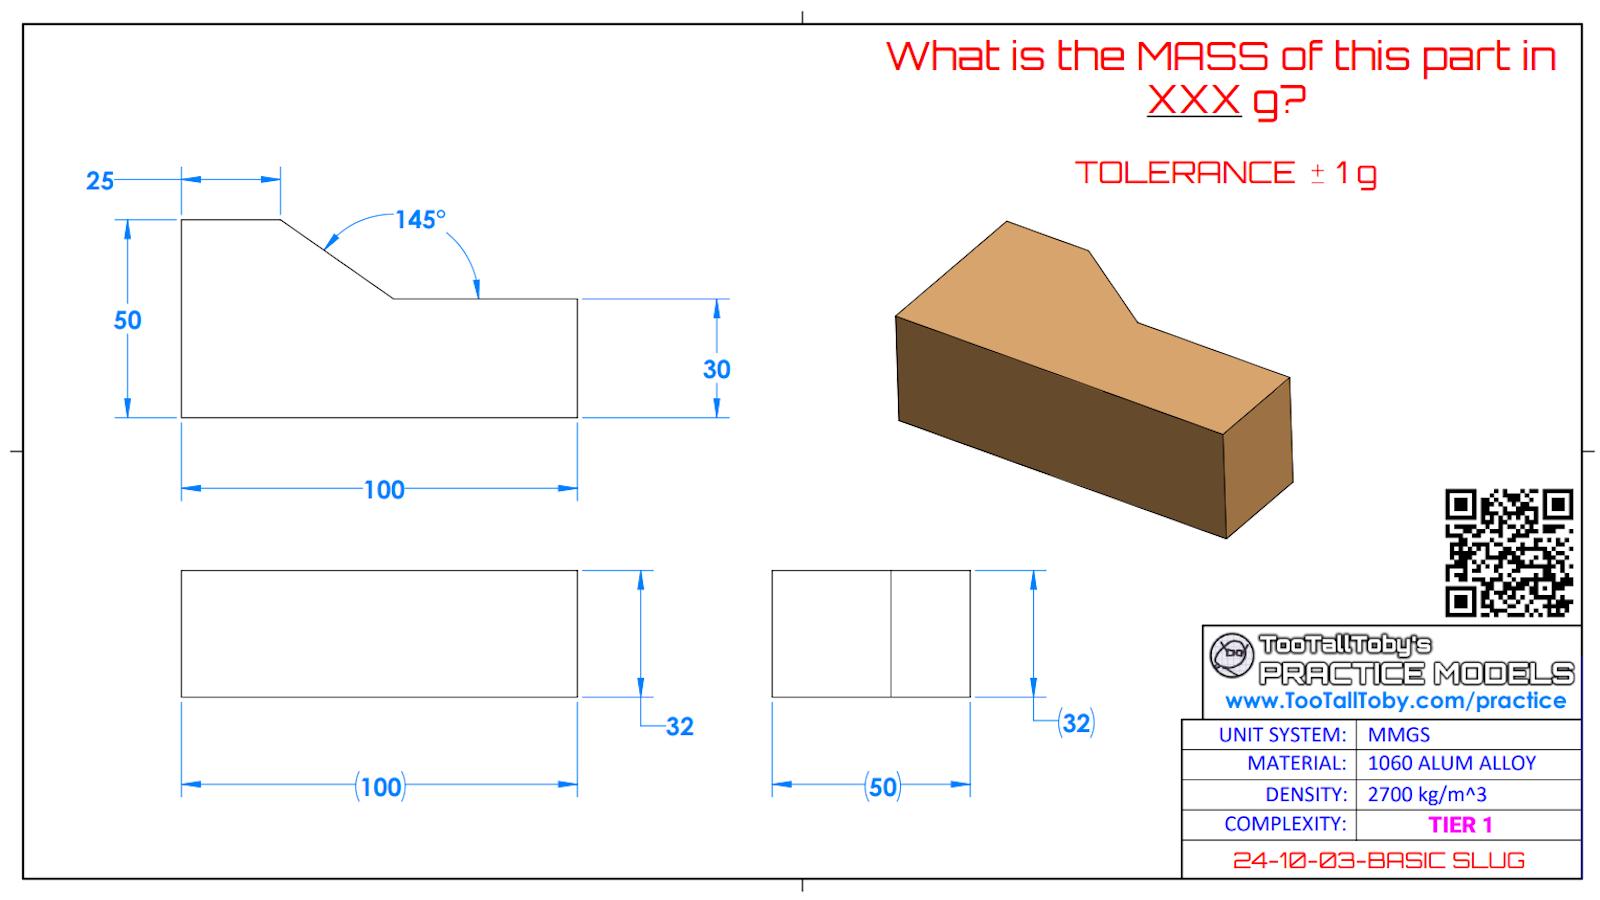 What is the MASS of this part in
XXX g?
TOLERANCE ± 1 g
25
145°
50
30
100
32
(32)
(100)
(50)
TooTallToby's
PRACTICE MODELS
www.TooTallToby.com/practice
UNIT SYSTEM: MMGS
MATERIAL: 1060 ALUM ALLOY
DENSITY: 2700 kg/m^3
COMPLEXITY: TIER 1
24-10-03-BASIC SLUG